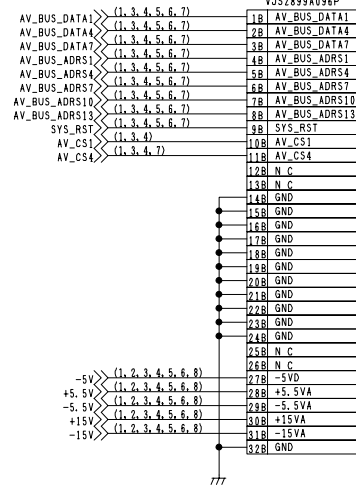 VJS2899A096P
AV_BUS_DATA1 (1, 3, 4, 5, 6, 7) 1B AV_BUS_DATA1
AV_BUS_DATA4 (1, 3, 4, 5, 6, 7) 2B AV_BUS_DATA4
AV_BUS_DATA7 (1, 3, 4, 5, 6, 7) 3B AV_BUS_DATA7
AV_BUS_ADRS1 (1, 3, 4, 5, 6, 7) 4B AV_BUS_ADRS1
AV_BUS_ADRS4 (1, 3, 4, 5, 6, 7) 5B AV_BUS_ADRS4
AV_BUS_ADRS7 (1, 3, 4, 5, 6, 7) 6B AV_BUS_ADRS7
AV_BUS_ADRS10 (1, 3, 4, 5, 6, 7) 7B AV_BUS_ADRS10
AV_BUS_ADRS13 (1, 3, 4, 5, 6, 7) 8B AV_BUS_ADRS13
SYS_RST (1, 3, 4, 5, 6, 7) 9B SYS_RST
AV_CS1 (1, 3, 4) 10B AV_CS1
AV_CS4 (1, 3, 4, 7) 11B AV_CS4
12B N C
13B N C
14B GND
15B GND
16B GND
17B GND
18B GND
19B GND
20B GND
21B GND
22B GND
23B GND
24B GND
25B N C
26B N C
-5V (1, 2, 3, 4, 5, 6, 8) 27B -5VD
+5.5V (1, 2, 3, 4, 5, 6, 8) 28B +5.5VA
-5.5V (1, 2, 3, 4, 5, 6, 8) 29B -5.5VA
+15V (1, 2, 3, 4, 5, 6, 8) 30B +15VA
-15V (1, 2, 3, 4, 5, 6, 8) 31B -15VA
32B GND